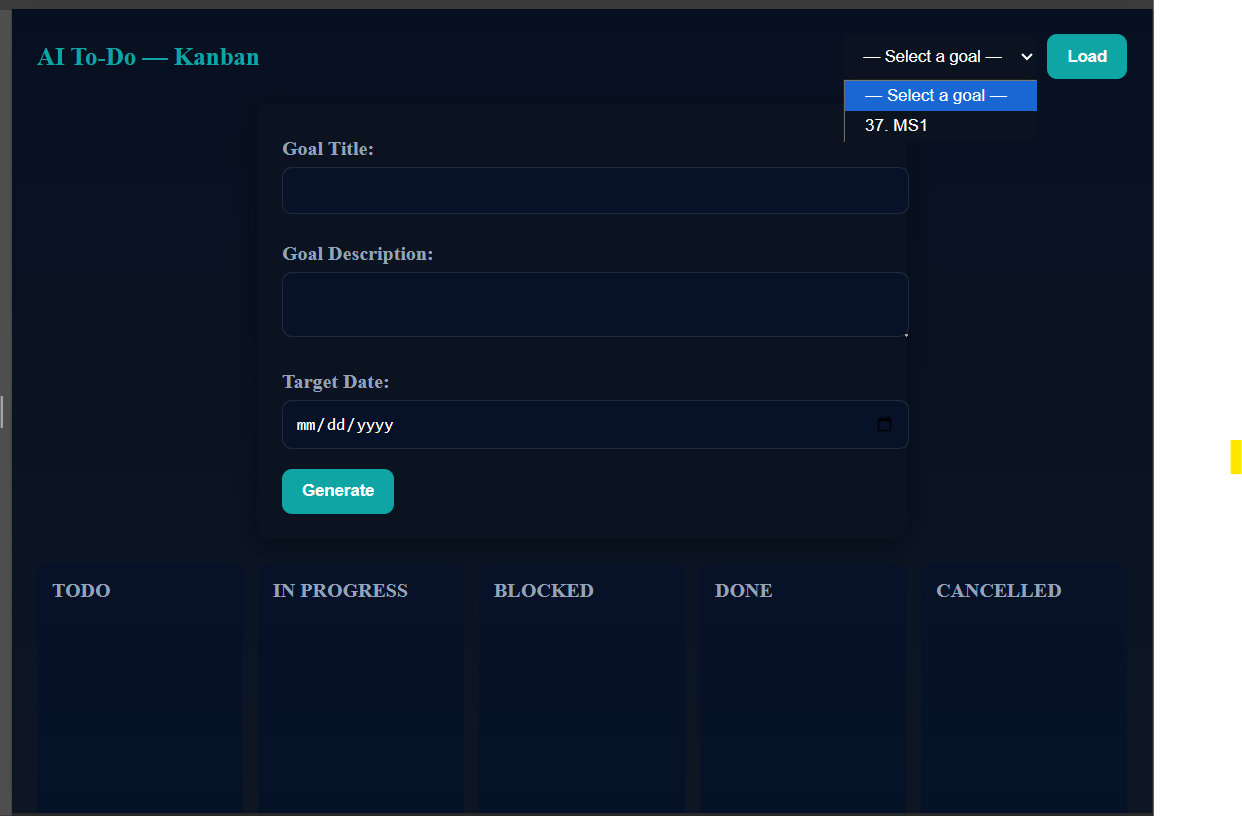 AI To-Do — Kanban
— Select a goal —
Load
— Select a goal —
37. MS1
Goal Title:
Goal Description:
Target Date:
mm/dd/yyyy
Generate
TODO
IN PROGRESS
BLOCKED
DONE
CANCELLED